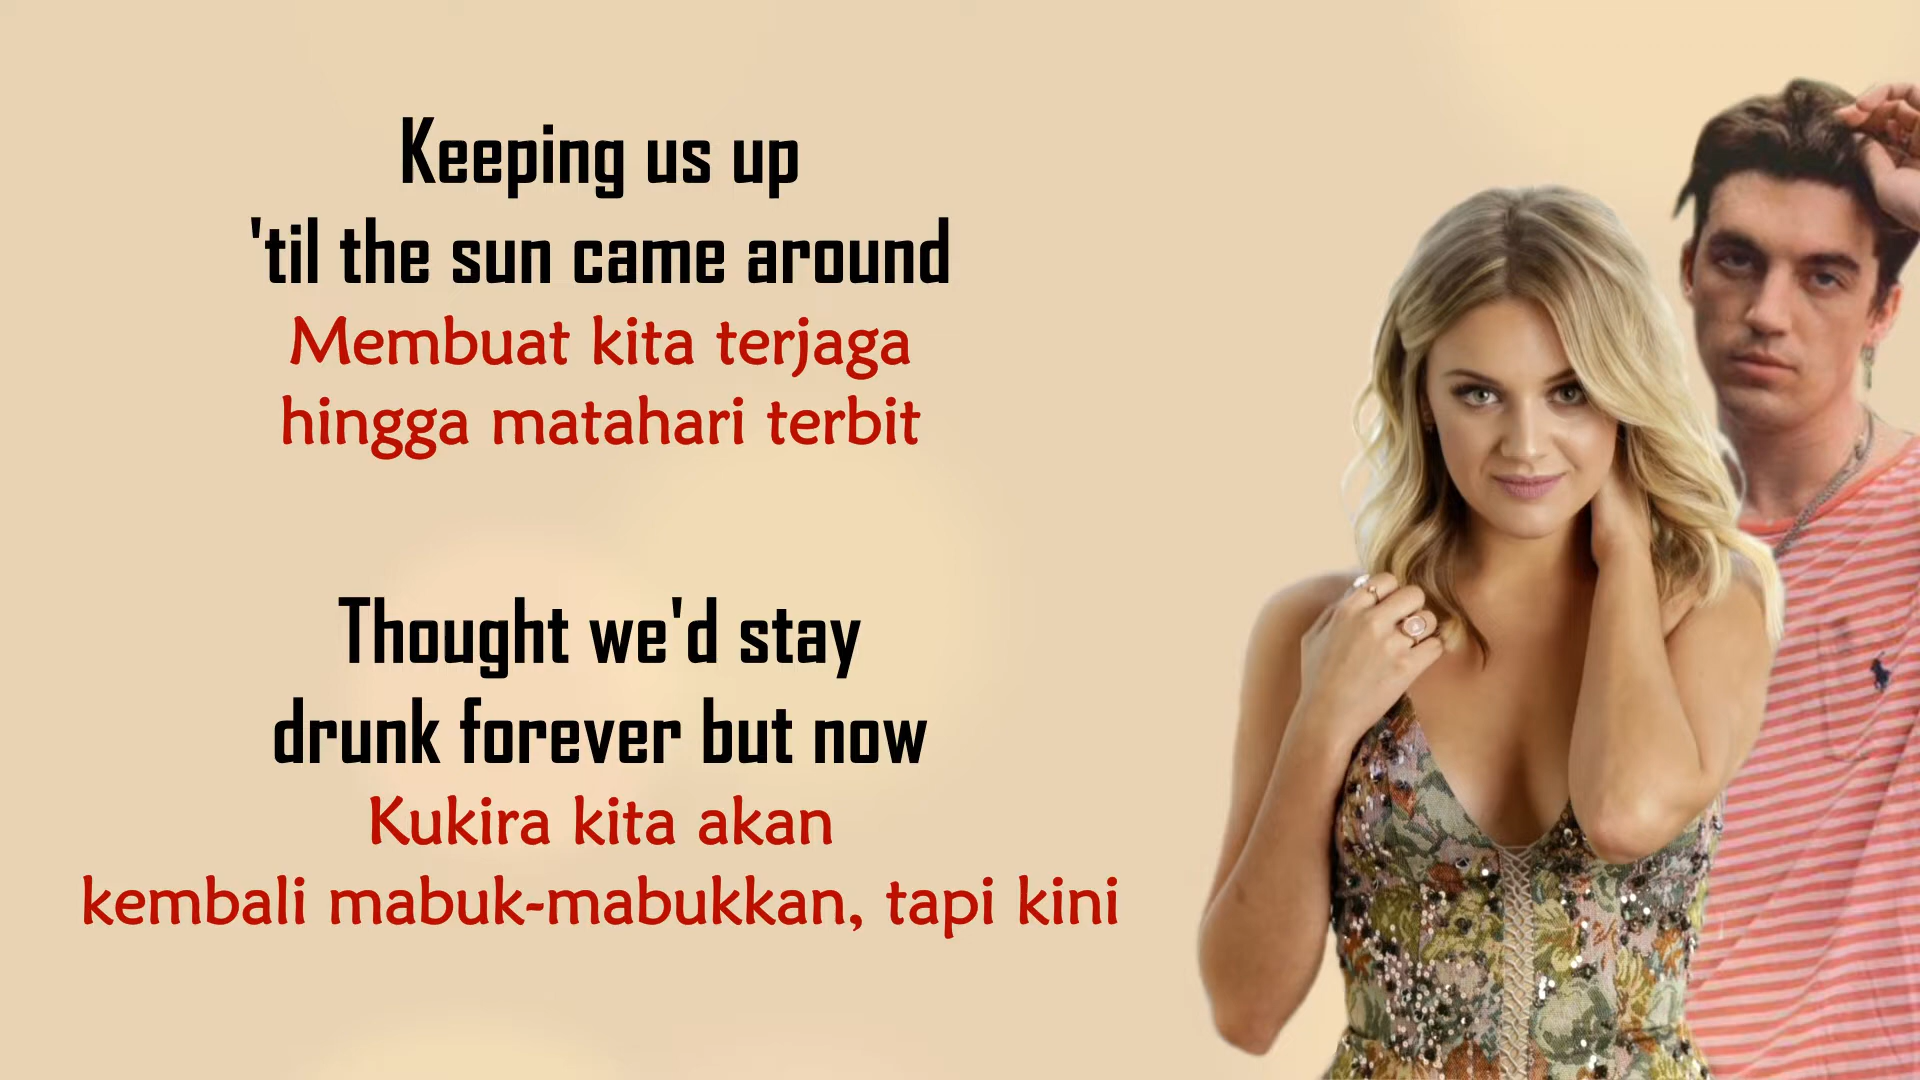 Keeping us up
'til the sun came around
Membuat kita terjaga
hingga matahari terbit
Thought we'd stay
drunk forever but now
Kukira kita akan
kembali mabuk-mabukkan, tapi kini